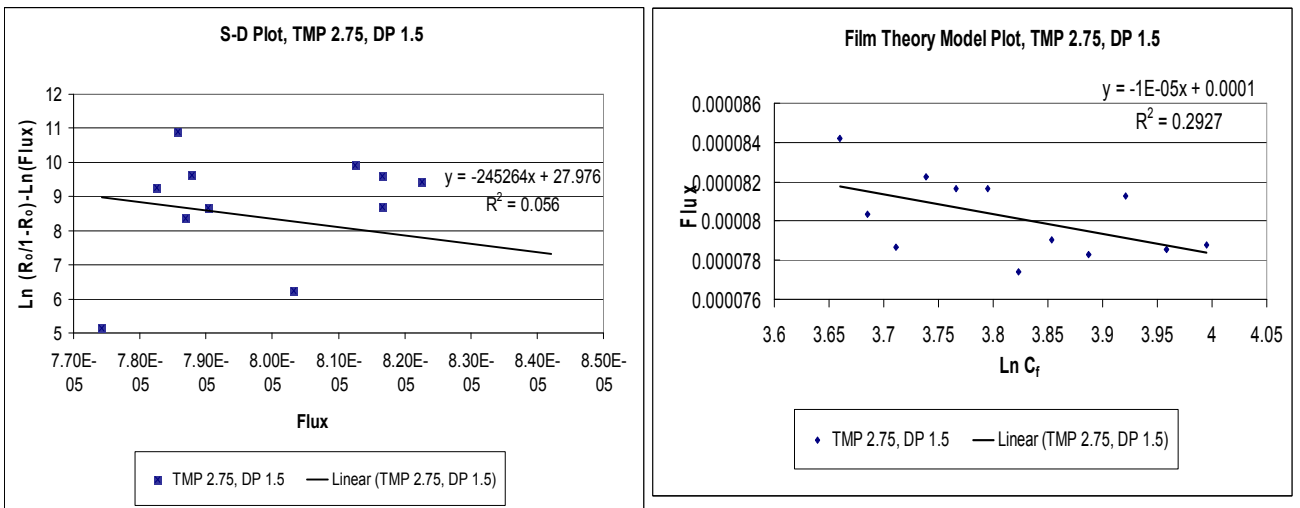 S-D Plot, TMP 2.75, DP 1.5
Ln (Rₒ/1-Rₒ)-Ln(Flux)
12
11
10
9
8
7
6
5
y = -245264x + 27.976
R² = 0.056
7.70E-05 7.80E-05 7.90E-05 8.00E-05 8.10E-05 8.20E-05 8.30E-05 8.40E-05 8.50E-05
Flux
TMP 2.75, DP 1.5 Linear (TMP 2.75, DP 1.5)
Film Theory Model Plot, TMP 2.75, DP 1.5
y = -1E-05x + 0.0001
R² = 0.2927
Flux
0.000086
0.000084
0.000082
0.00008
0.000078
0.000076
3.6 3.65 3.7 3.75 3.8 3.85 3.9 3.95 4 4.05
Ln C_f
TMP 2.75, DP 1.5 Linear (TMP 2.75, DP 1.5)